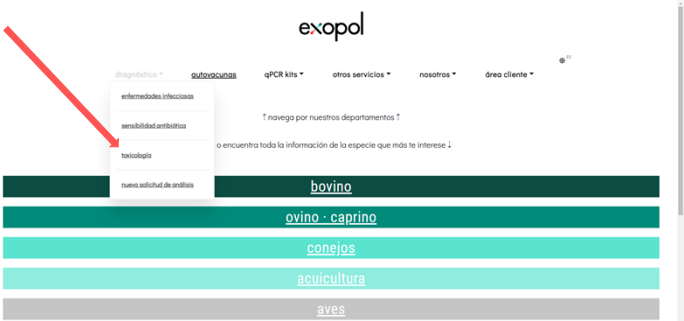 exopol
diagnóstico autovacunas qPCR kits otros servicios nosotros área cliente
enfermedades infecciosas
sensibilidad antibiótica
toxicología
nueva solicitud de análisis
↑ navega por nuestros departamentos ↑
o encuentra toda la información de la especie que más te interese ↓
bovino
ovino · caprino
conejos
acuicultura
aves